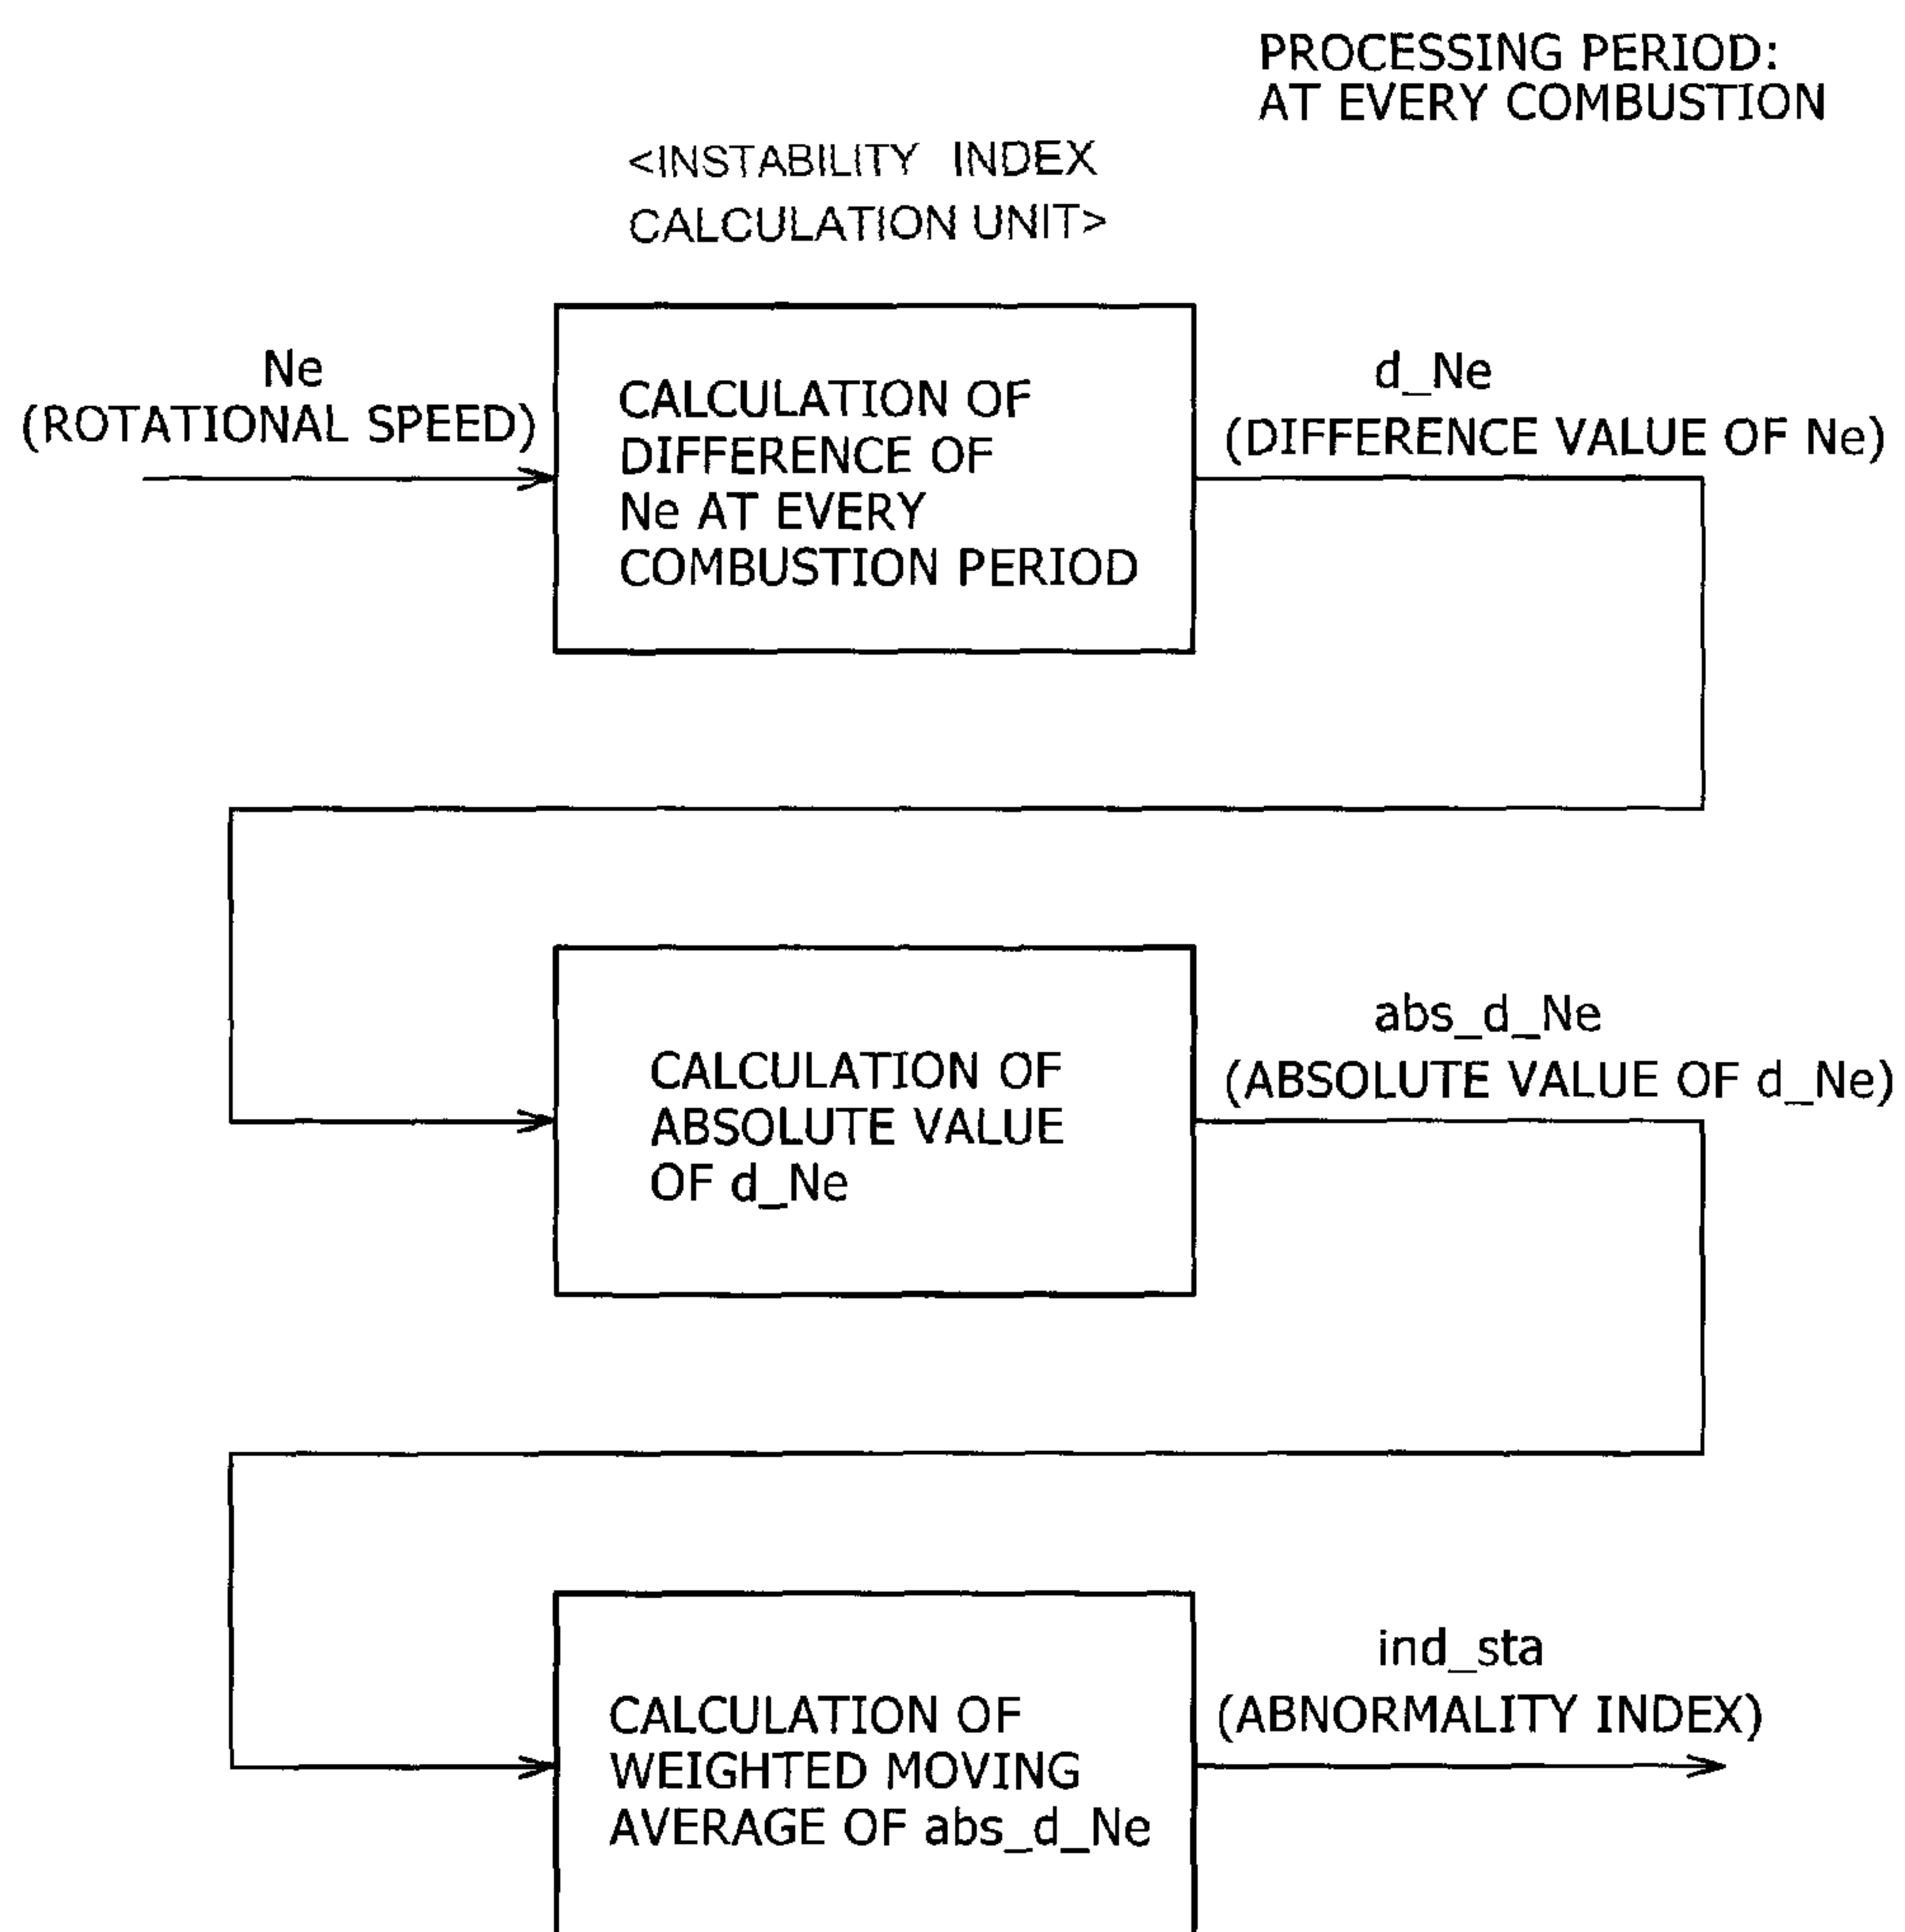 PROCESSING PERIOD:
AT EVERY COMBUSTION
<INSTABILITY INDEX
CALCULATION UNIT>
Ne
(ROTATIONAL SPEED)
CALCULATION OF
DIFFERENCE OF
Ne AT EVERY
COMBUSTION PERIOD
d_Ne
(DIFFERENCE VALUE OF Ne)
CALCULATION OF
ABSOLUTE VALUE
OF d_Ne
abs_d_Ne
(ABSOLUTE VALUE OF d_Ne)
CALCULATION OF
WEIGHTED MOVING
AVERAGE OF abs_d_Ne
ind_sta
(ABNORMALITY INDEX)